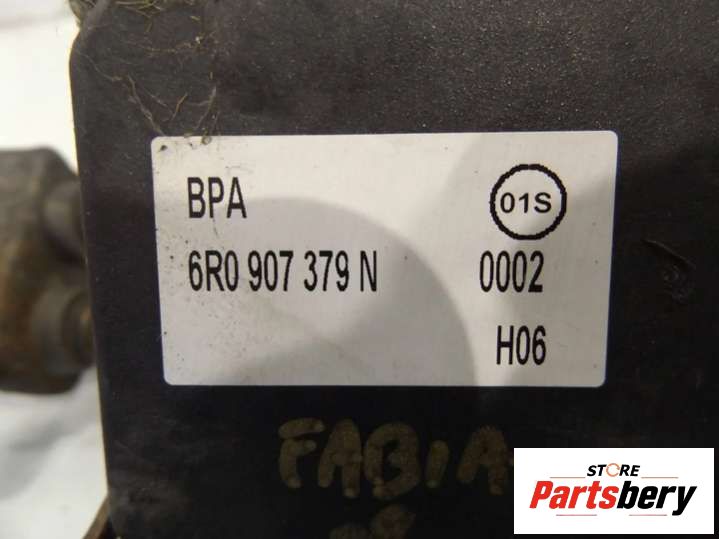 BPA 01S
6R0 907 379 N 0002
H06
FABIA
STORE
Partsbery